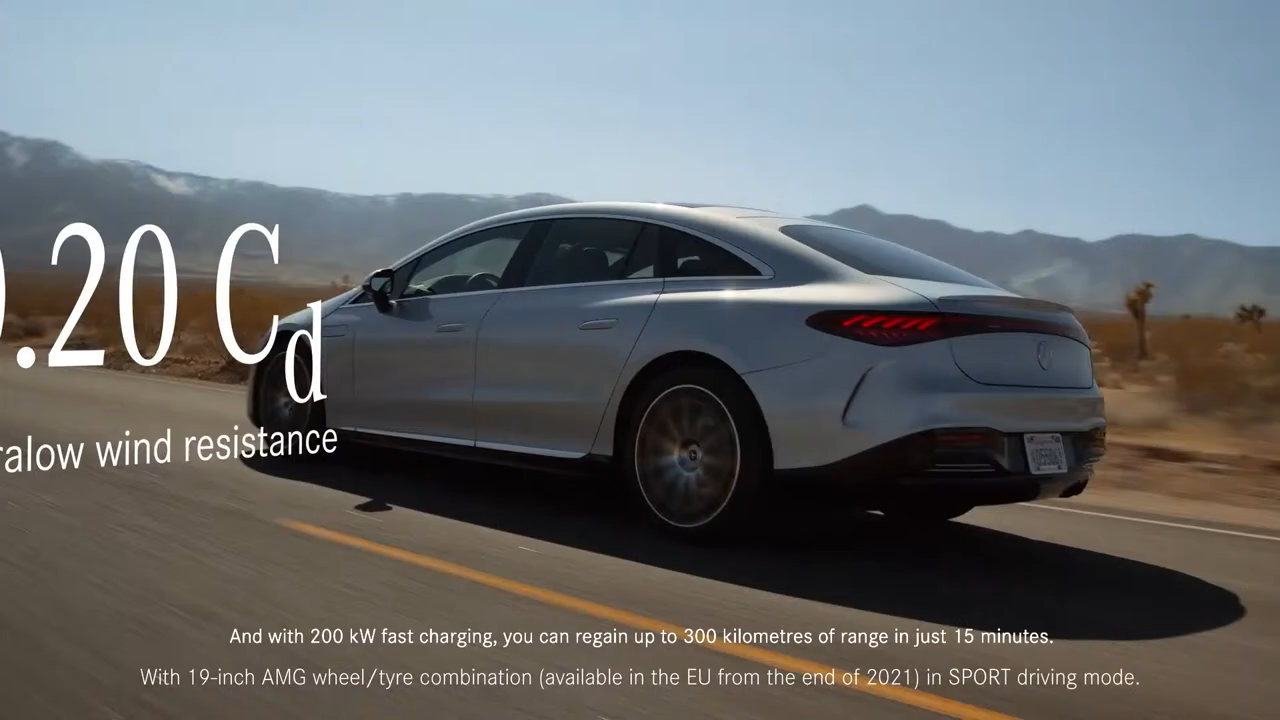 .20 Cd
wind resistance
And with 200 kW fast charging, you can regain up to 300 kilometres of range in just 15 minutes.
With 19-inch AMG wheel/tyre combination (available in the EU from the end of 2021) in SPORT driving mode.